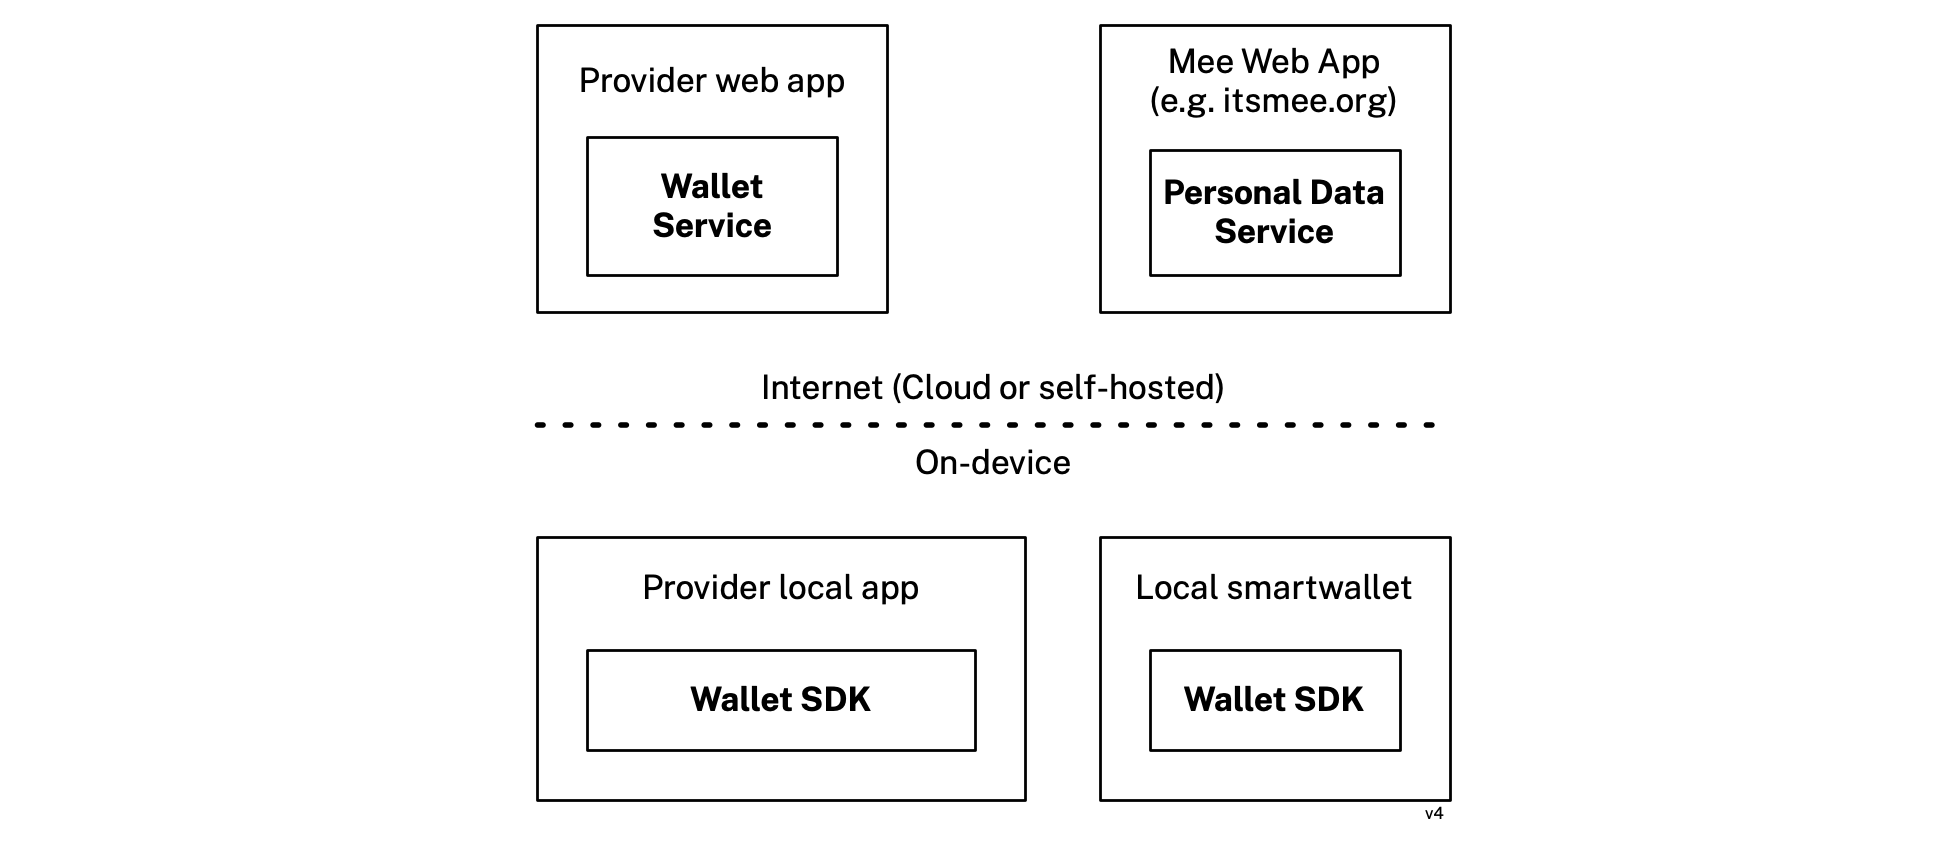 Provider web app
Wallet
Service
Mee Web App
(e.g. itsmee.org)
Personal Data
Service
Internet (Cloud or self-hosted)
On-device
Provider local app
Wallet SDK
Local smartwallet
Wallet SDK
v4